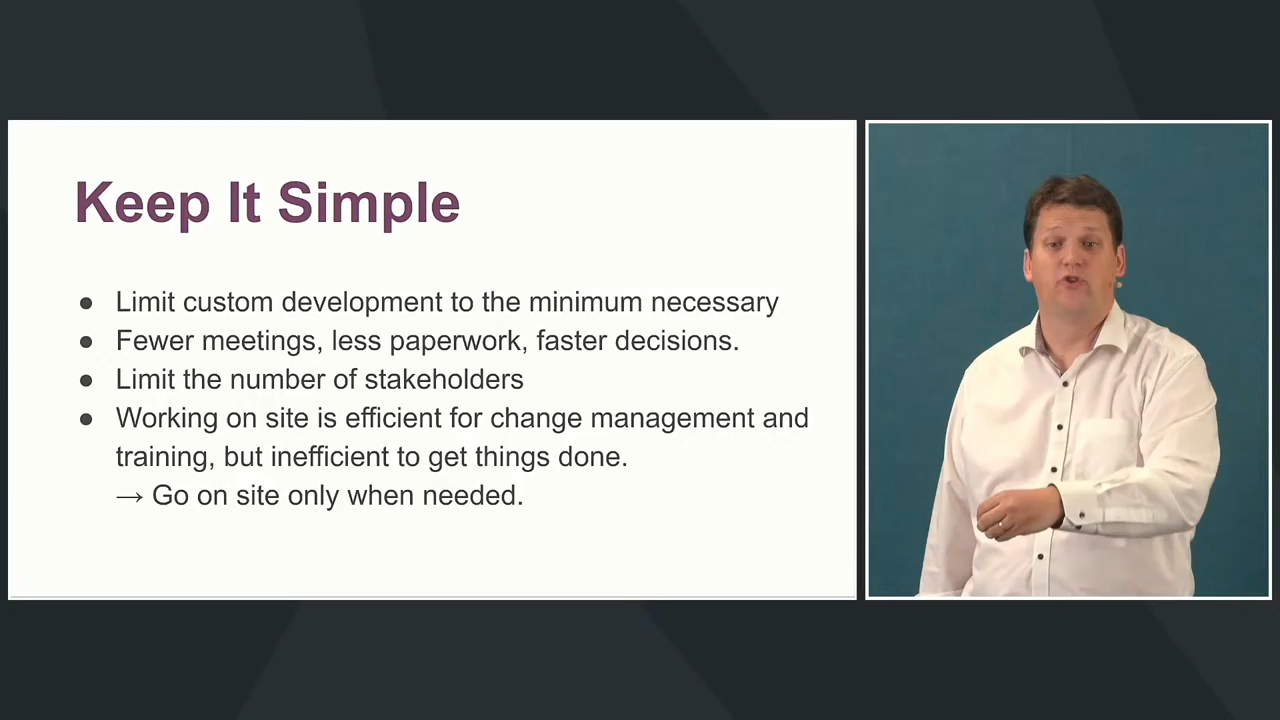 Keep It Simple
● Limit custom development to the minimum necessary
● Fewer meetings, less paperwork, faster decisions.
● Limit the number of stakeholders
● Working on site is efficient for change management and
training, but inefficient to get things done.
→ Go on site only when needed.